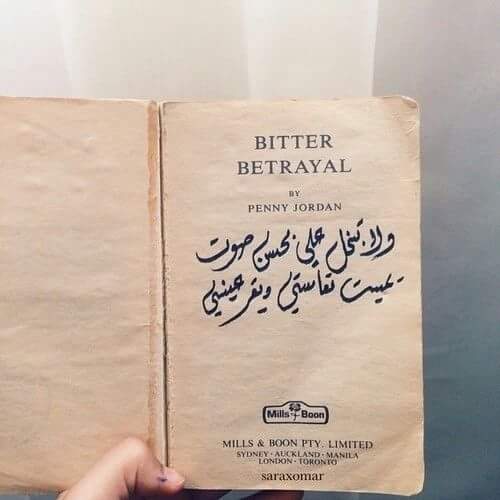 BITTER
BETRAYAL
BY
PENNY JORDAN
ولا تبخل علي بحسن صوت
يميت تعاستي ويقر عيني
Mills & Boon
MILLS & BOON PTY. LIMITED
SYDNEY · AUCKLAND · MANILA
LONDON · TORONTO
saraxomar